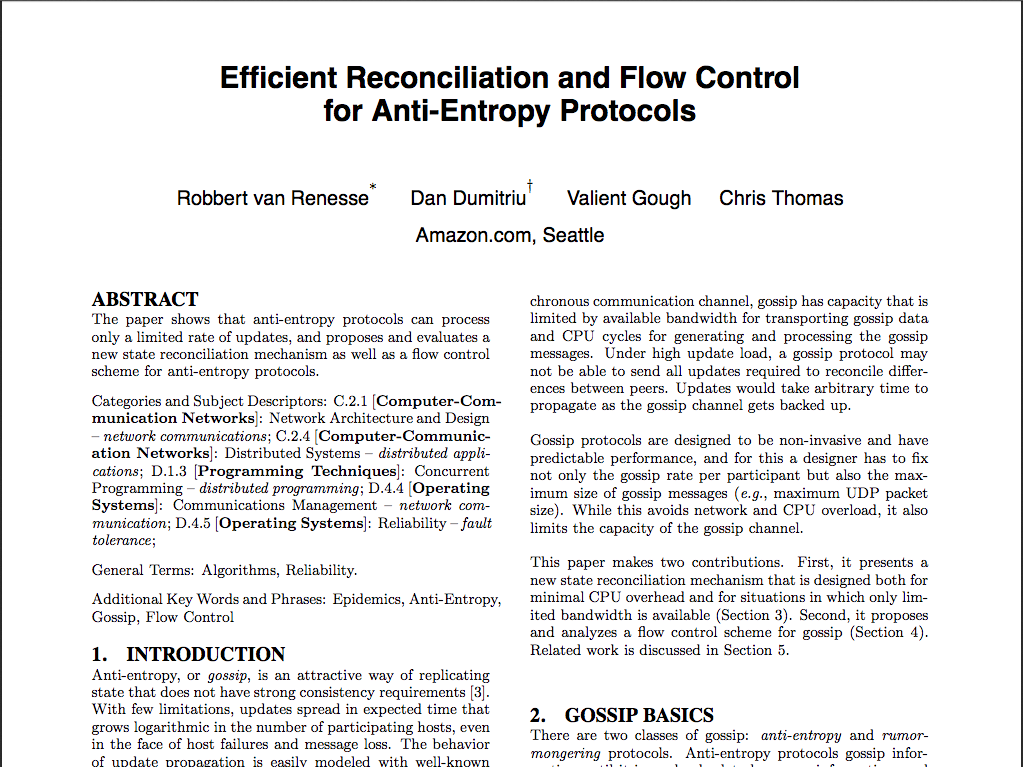 Efficient Reconciliation and Flow Control
for Anti-Entropy Protocols
Robbert van Renesse* Dan Dumitriu† Valient Gough Chris Thomas
Amazon.com, Seattle
ABSTRACT
The paper shows that anti-entropy protocols can process
only a limited rate of updates, and proposes and evaluates a
new state reconciliation mechanism as well as a flow control
scheme for anti-entropy protocols.
Categories and Subject Descriptors: C.2.1 [Computer-Com-
munication Networks]: Network Architecture and Design
– network communications; C.2.4 [Computer-Communic-
ation Networks]: Distributed Systems – distributed appli-
cations; D.1.3 [Programming Techniques]: Concurrent
Programming – distributed programming; D.4.4 [Operating
Systems]: Communications Management – network com-
munication; D.4.5 [Operating Systems]: Reliability – fault
tolerance;
General Terms: Algorithms, Reliability.
Additional Key Words and Phrases: Epidemics, Anti-Entropy,
Gossip, Flow Control
1. INTRODUCTION
Anti-entropy, or gossip, is an attractive way of replicating
state that does not have strong consistency requirements [3].
With few limitations, updates spread in expected time that
grows logarithmic in the number of participating hosts, even
in the face of host failures and message loss. The behavior
of update propagation is easily modeled with well-known
chronous communication channel, gossip has capacity that is
limited by available bandwidth for transporting gossip data
and CPU cycles for generating and processing the gossip
messages. Under high update load, a gossip protocol may
not be able to send all updates required to reconcile differ-
ences between peers. Updates would take arbitrary time to
propagate as the gossip channel gets backed up.
Gossip protocols are designed to be non-invasive and have
predictable performance, and for this a designer has to fix
not only the gossip rate per participant but also the max-
imum size of gossip messages (e.g., maximum UDP packet
size). While this avoids network and CPU overload, it also
limits the capacity of the gossip channel.
This paper makes two contributions. First, it presents a
new state reconciliation mechanism that is designed both for
minimal CPU overhead and for situations in which only lim-
ited bandwidth is available (Section 3). Second, it proposes
and analyzes a flow control scheme for gossip (Section 4).
Related work is discussed in Section 5.
2. GOSSIP BASICS
There are two classes of gossip: anti-entropy and rumor-
mongering protocols. Anti-entropy protocols gossip infor-